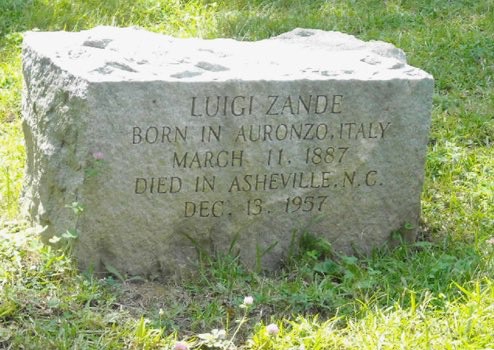 LUIGI ZANDE
BORN IN AURONZO, ITALY
MARCH 11. 1887
DIED IN ASHEVILLE. N.C.
DEC. 13. 1957